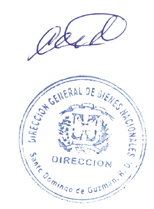 DIRECCION GENERAL DE BIENES NACIONALES
DIRECCION
Santo Domingo de Guzmán, R. D.